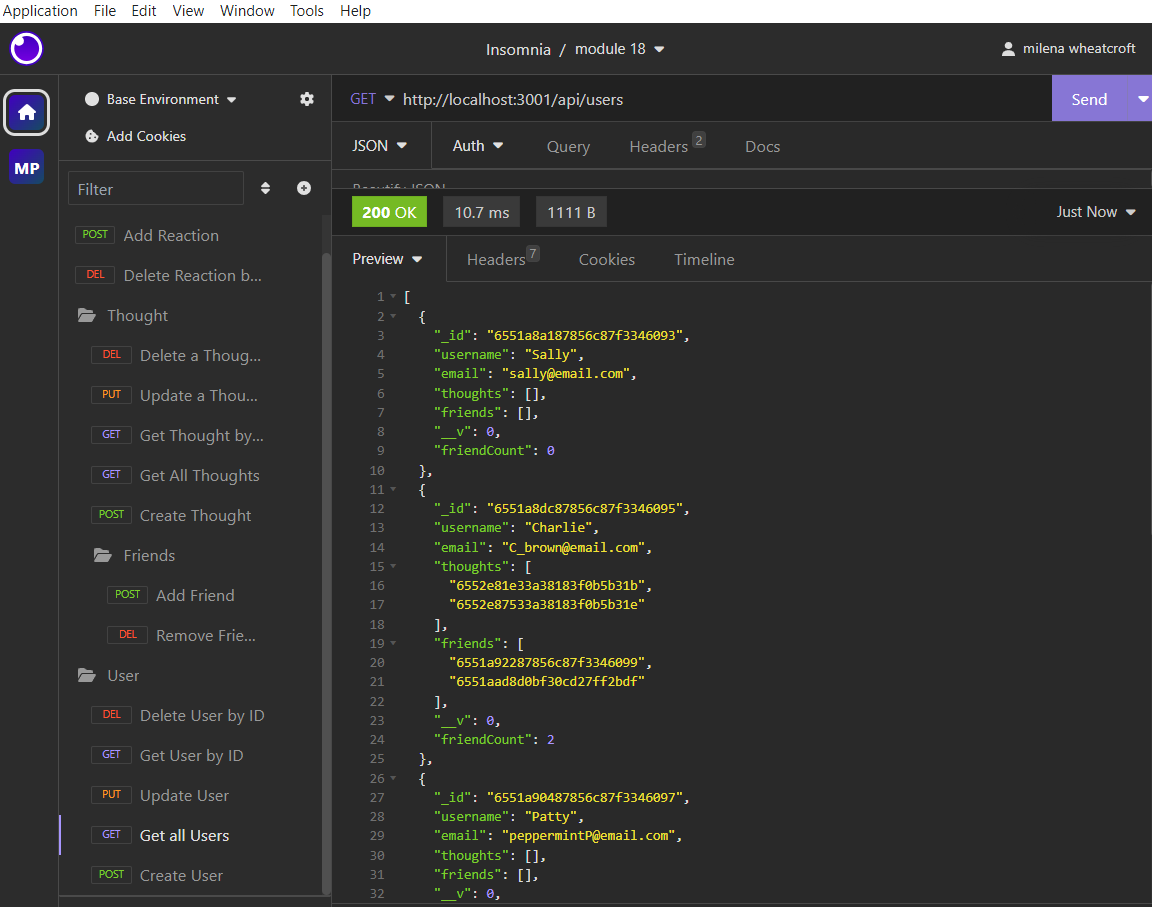 Application File Edit View Window Tools Help
Insomnia / module 18
milena wheatcroft
Base Environment
Add Cookies
MP
Filter
POST Add Reaction
DEL Delete Reaction b...
Thought
DEL Delete a Thoug...
PUT Update a Thou...
GET Get Thought by...
GET Get All Thoughts
POST Create Thought
Friends
POST Add Friend
DEL Remove Frie...
User
DEL Delete User by ID
GET Get User by ID
PUT Update User
GET Get all Users
POST Create User
GET http://localhost:3001/api/users
Send
JSON Auth Query Headers 2 Docs
Beautify JSON
200 OK 10.7 ms 1111 B Just Now
Preview Headers 7 Cookies Timeline
1 [
2 {
3 "_id": "6551a8a187856c87f3346093",
4 "username": "Sally",
5 "email": "sally@email.com",
6 "thoughts": [],
7 "friends": [],
8 "__v": 0,
9 "friendCount": 0
10 },
11 {
12 "_id": "6551a8dc87856c87f3346095",
13 "username": "Charlie",
14 "email": "C_brown@email.com",
15 "thoughts": [
16 "6552e81e33a38183f0b5b31b",
17 "6552e87533a38183f0b5b31e"
18 ],
19 "friends": [
20 "6551a92287856c87f3346099",
21 "6551aad8d0bf30cd27ff2bdf"
22 ],
23 "__v": 0,
24 "friendCount": 2
25 },
26 {
27 "_id": "6551a90487856c87f3346097",
28 "username": "Patty",
29 "email": "peppermintP@email.com",
30 "thoughts": [],
31 "friends": [],
32 "__v": 0,